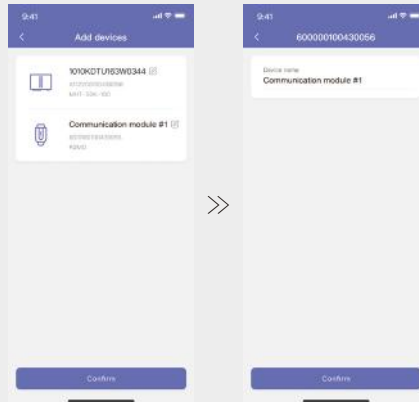 9:41
Add devices
1010KDTU163W0344
Communication module #1
Confirm
9:41
600000100430056
Device name
Communication module #1
Confirm